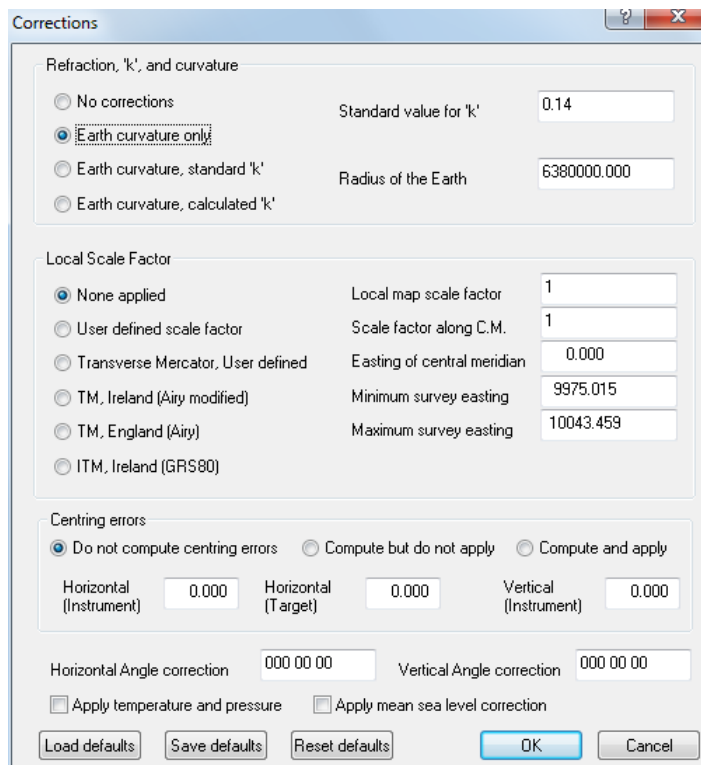 Corrections
?
x
Refraction, 'k', and curvature
No corrections
Standard value for 'k'
0.14
Earth curvature only
Earth curvature, standard 'k'
Radius of the Earth
6380000.000
Earth curvature, calculated 'k'
Local Scale Factor
None applied
Local map scale factor
1
User defined scale factor
Scale factor along C.M.
1
Transverse Mercator, User defined
Easting of central meridian
0.000
TM, Ireland (Airy modified)
Minimum survey easting
9975.015
TM, England (Airy)
Maximum survey easting
10043.459
ITM, Ireland (GRS80)
Centring errors
Do not compute centring errors
Compute but do not apply
Compute and apply
Horizontal
(Instrument)
0.000
Horizontal
(Target)
0.000
Vertical
(Instrument)
0.000
Horizontal Angle correction
000 00 00
Vertical Angle correction
000 00 00
Apply temperature and pressure
Apply mean sea level correction
Load defaults
Save defaults
Reset defaults
OK
Cancel